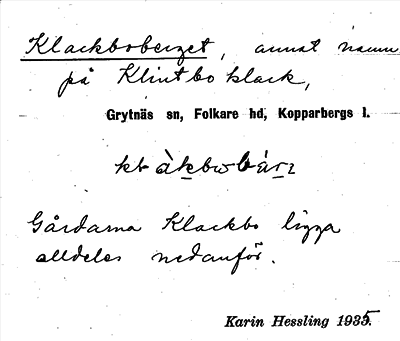 Klackboberget, annat namn
på Klintbo klack,
Grytnäs sn, Folkare hd, Kopparbergs l.
Gårdarna Klackbo ligga
alldeles nedanför.
Karin Hessling 1935.